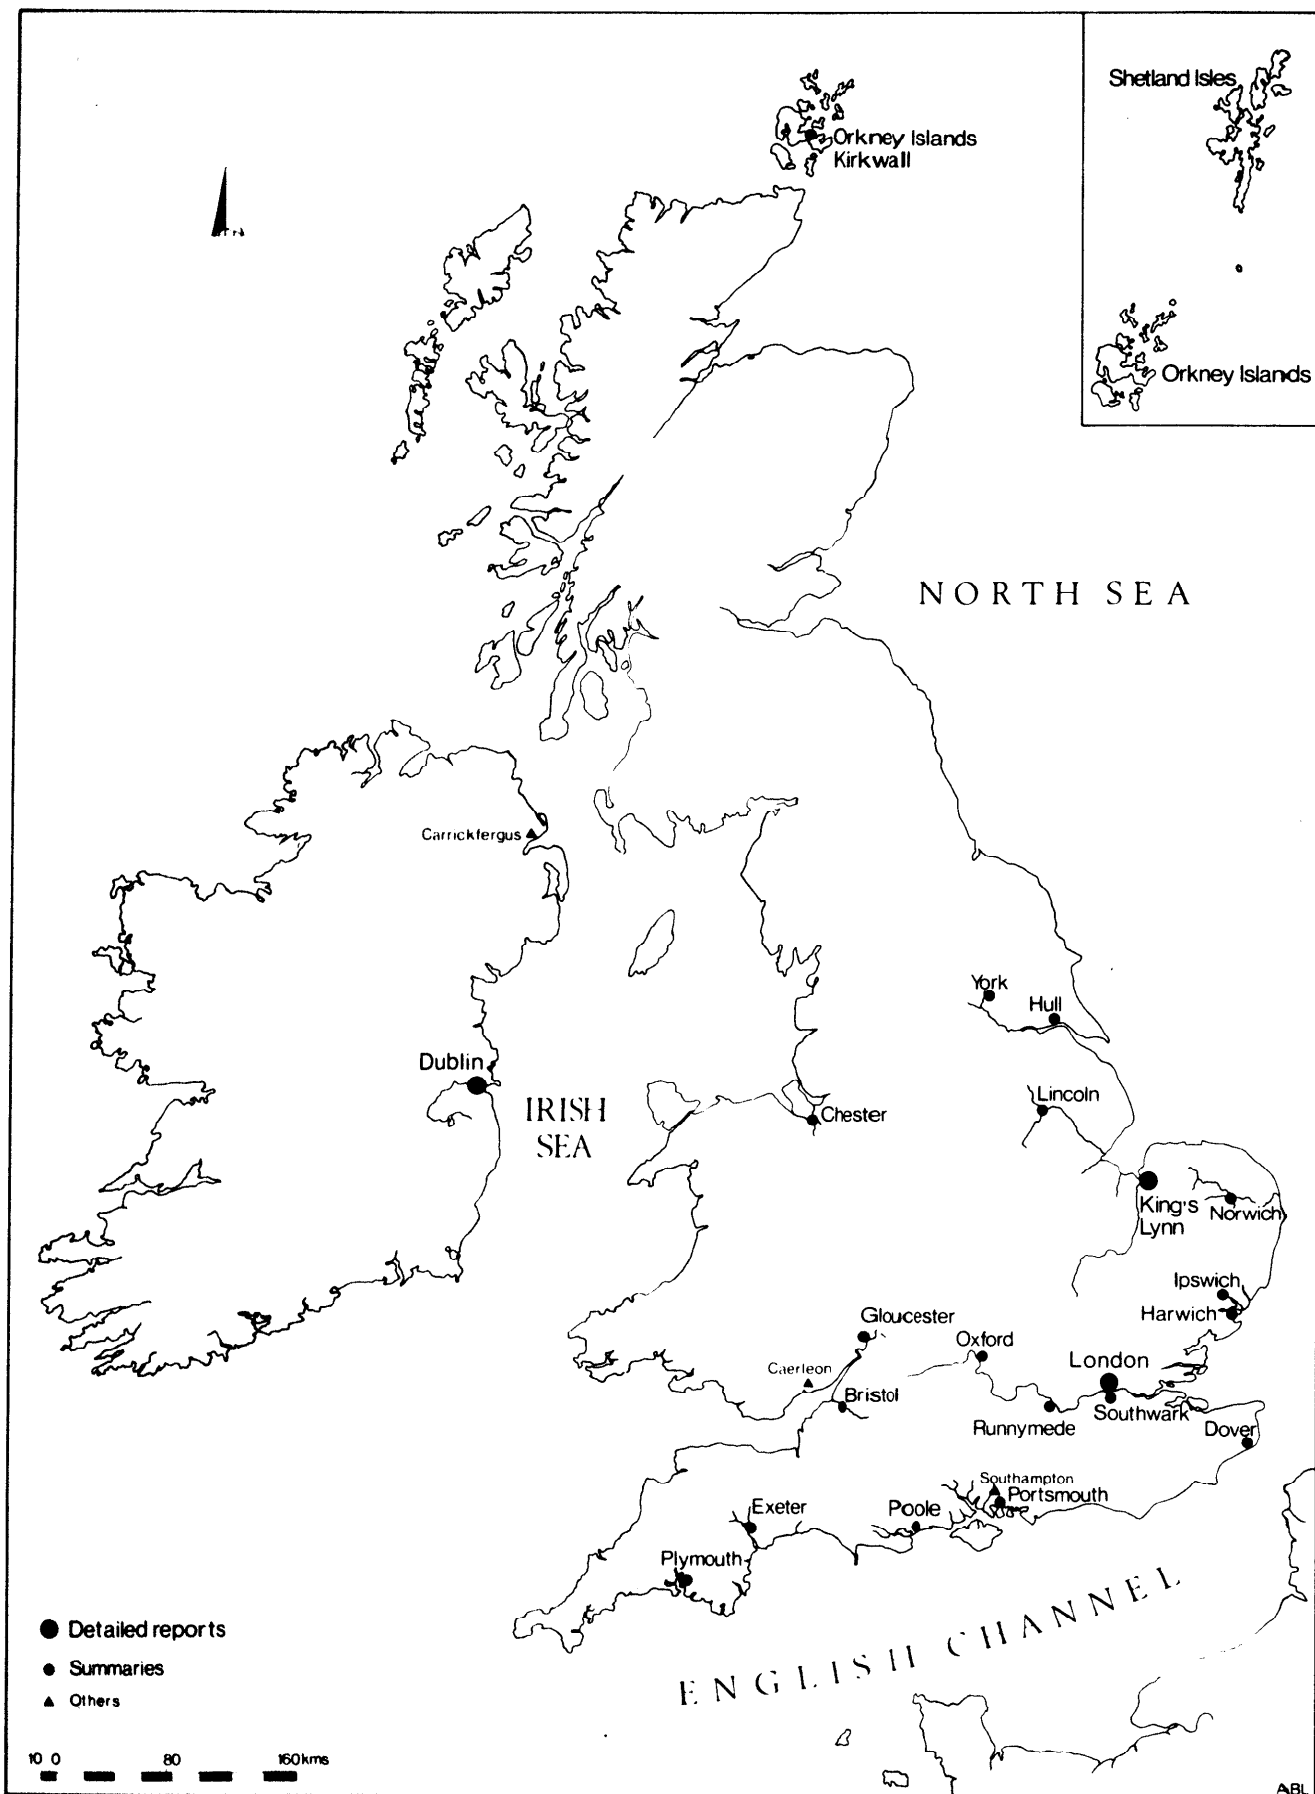 Shetland Isles
Orkney Islands
Kirkwall
Orkney Islands
NORTH SEA
Carrickfergus
York
Hull
Dublin
IRISH
SEA
Lincoln
Chester
King's
Lynn
Norwich
Ipswich
Harwich
Gloucester
Oxford
London
Caerleon
Bristol
Southwark
Runnymede
Dover
Southampton
Portsmouth
Exeter
Poole
Plymouth
ENGLISH CHANNEL
Detailed reports
Summaries
Others
10 0 80 160kms
ABL